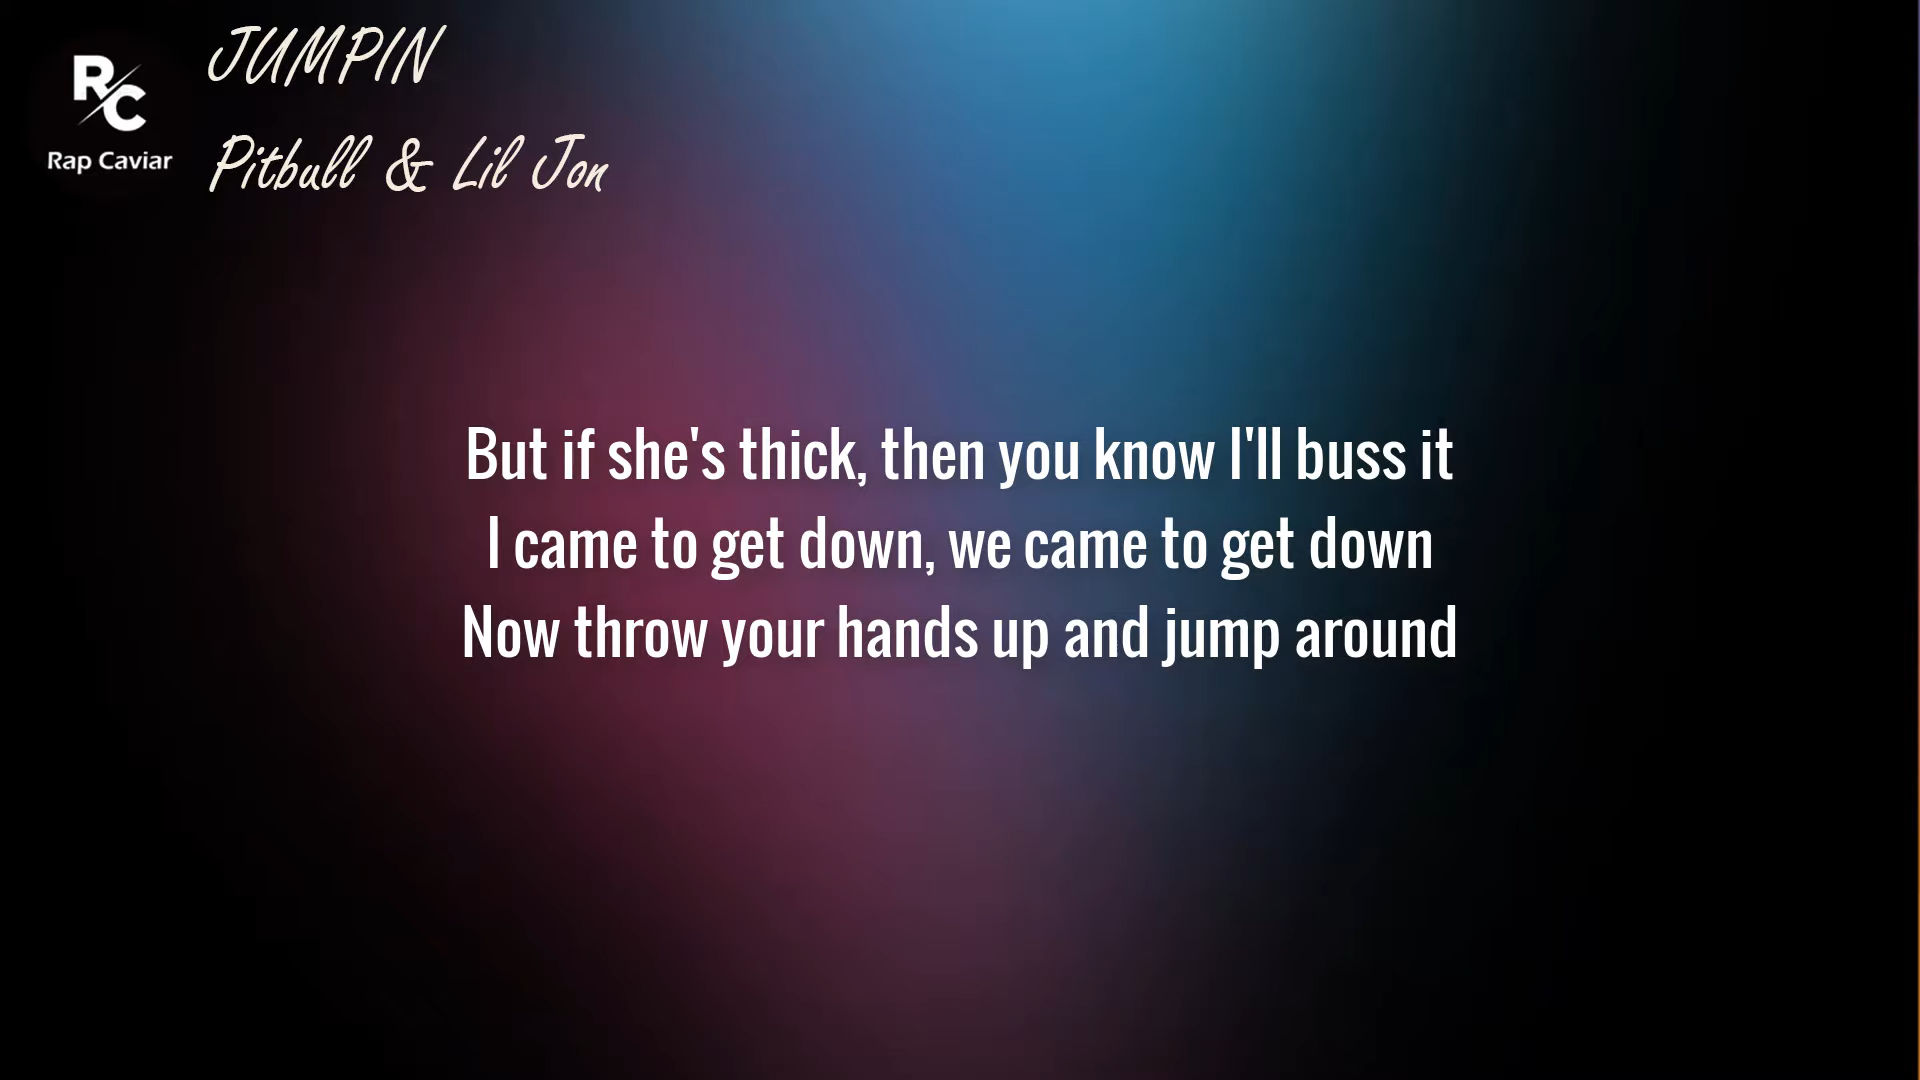 JUMPIN
R/C
Rap Caviar
Pitbull & Lil Jon
But if she's thick, then you know I'll buss it
I came to get down, we came to get down
Now throw your hands up and jump around